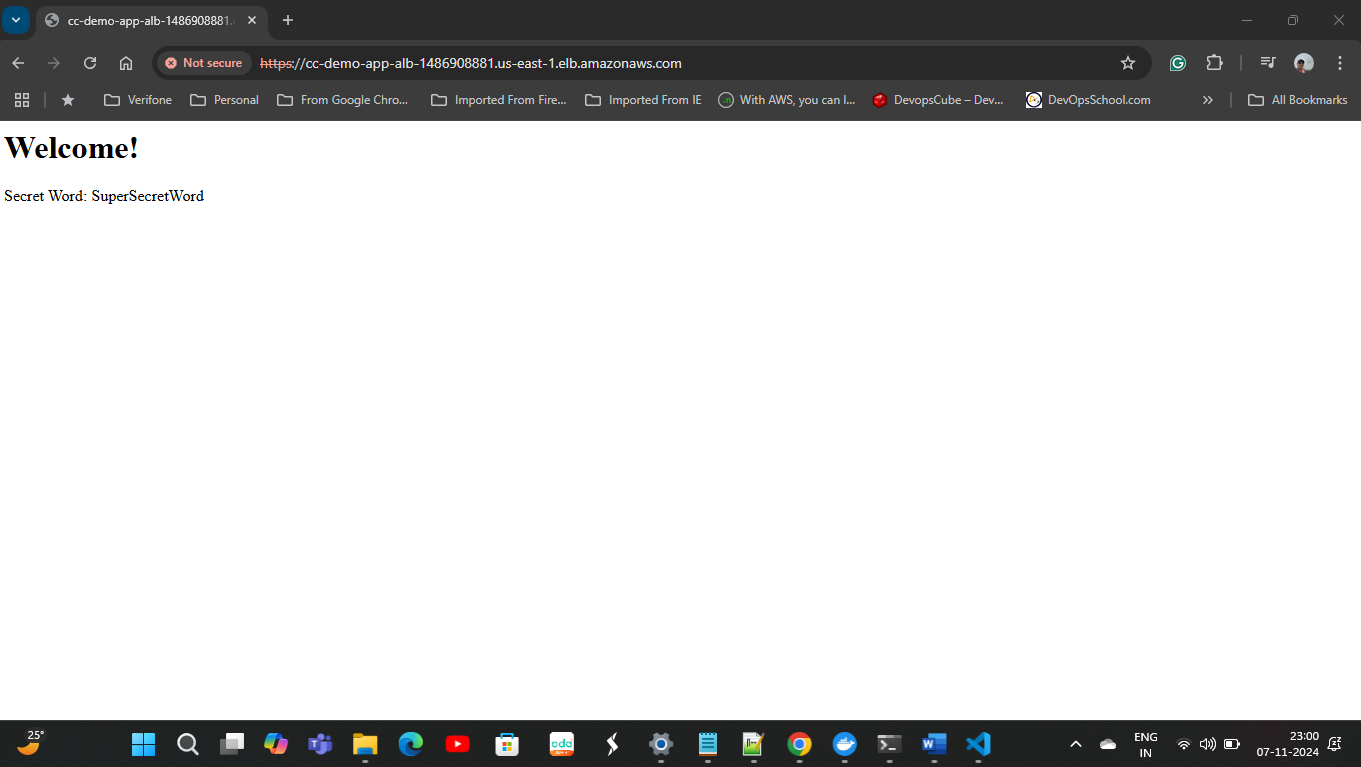 cc-demo-app-alb-1486908881.
Not secure
https://cc-demo-app-alb-1486908881.us-east-1.elb.amazonaws.com
Verifone
Personal
From Google Chro...
Imported From Fire...
Imported From IE
With AWS, you can l...
DevopsCube – Dev...
DevOpsSchool.com
All Bookmarks
Welcome!
Secret Word: SuperSecretWord
25°
cda
ENG
IN
23:00
07-11-2024